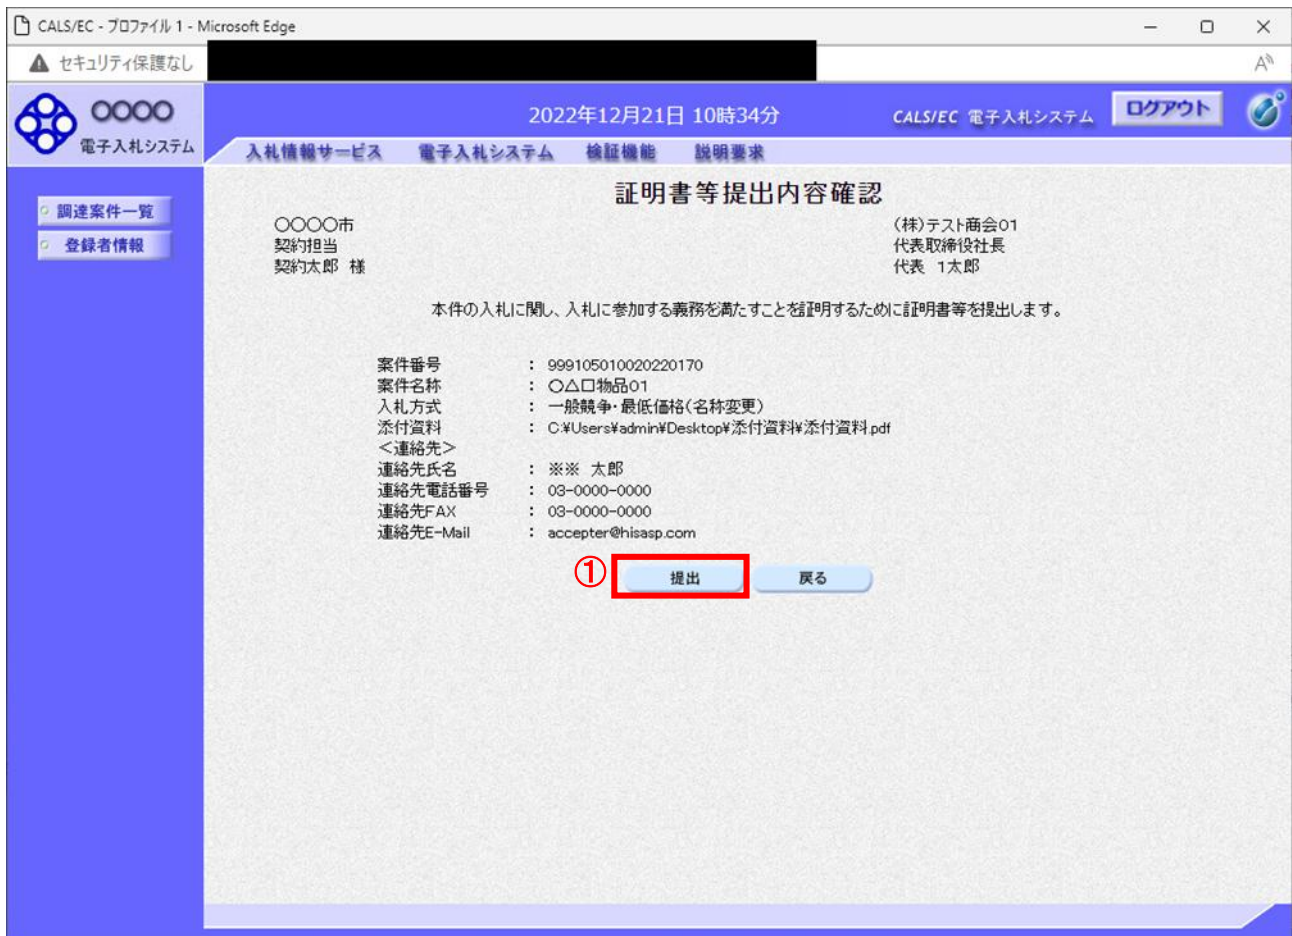 CALS/EC - プロファイル 1 - Microsoft Edge
セキュリティ保護なし
○○○○
電子入札システム
2022年12月21日 10時34分
CALS/EC 電子入札システム
ログアウト
入札情報サービス 電子入札システム 検証機能 説明要求
調達案件一覧
登録者情報
証明書等提出内容確認
○○○○市
契約担当
契約太郎 様
(株)テスト商会01
代表取締役社長
代表 1太郎
本件の入札に関し、入札に参加する義務を満たすことを証明するために証明書等を提出します。
案件番号 : 999105010020220170
案件名称 : ○△□物品01
入札方式 : 一般競争・最低価格(名称変更)
添付資料 : C:¥Users¥admin¥Desktop¥添付資料¥添付資料.pdf
<連絡先>
連絡先氏名 : ※※ 太郎
連絡先電話番号 : 03-0000-0000
連絡先FAX : 03-0000-0000
連絡先E-Mail : accepter@hisasp.com
① 提出 戻る